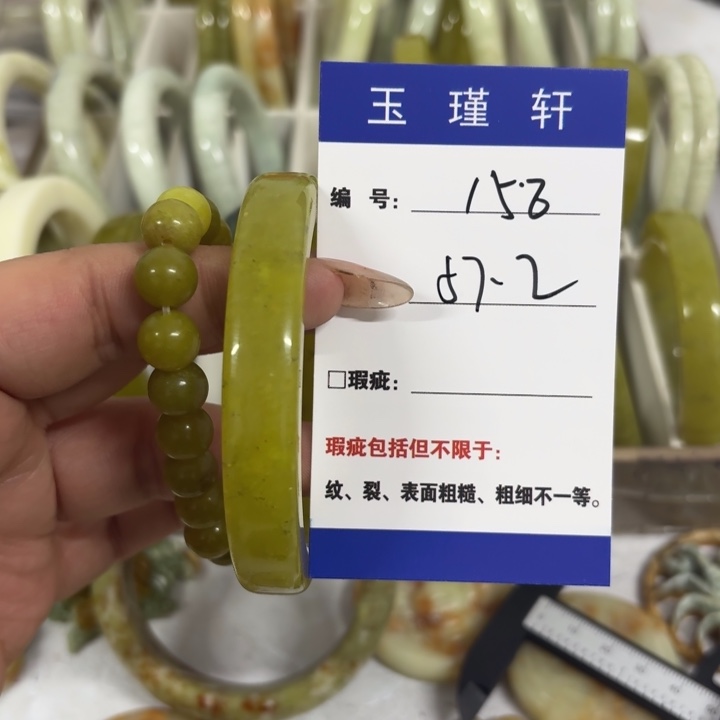 玉瑾轩
编号: 158
57-2
□瑕疵:
瑕疵包括但不限于:
纹、裂、表面粗糙、粗细不一等。